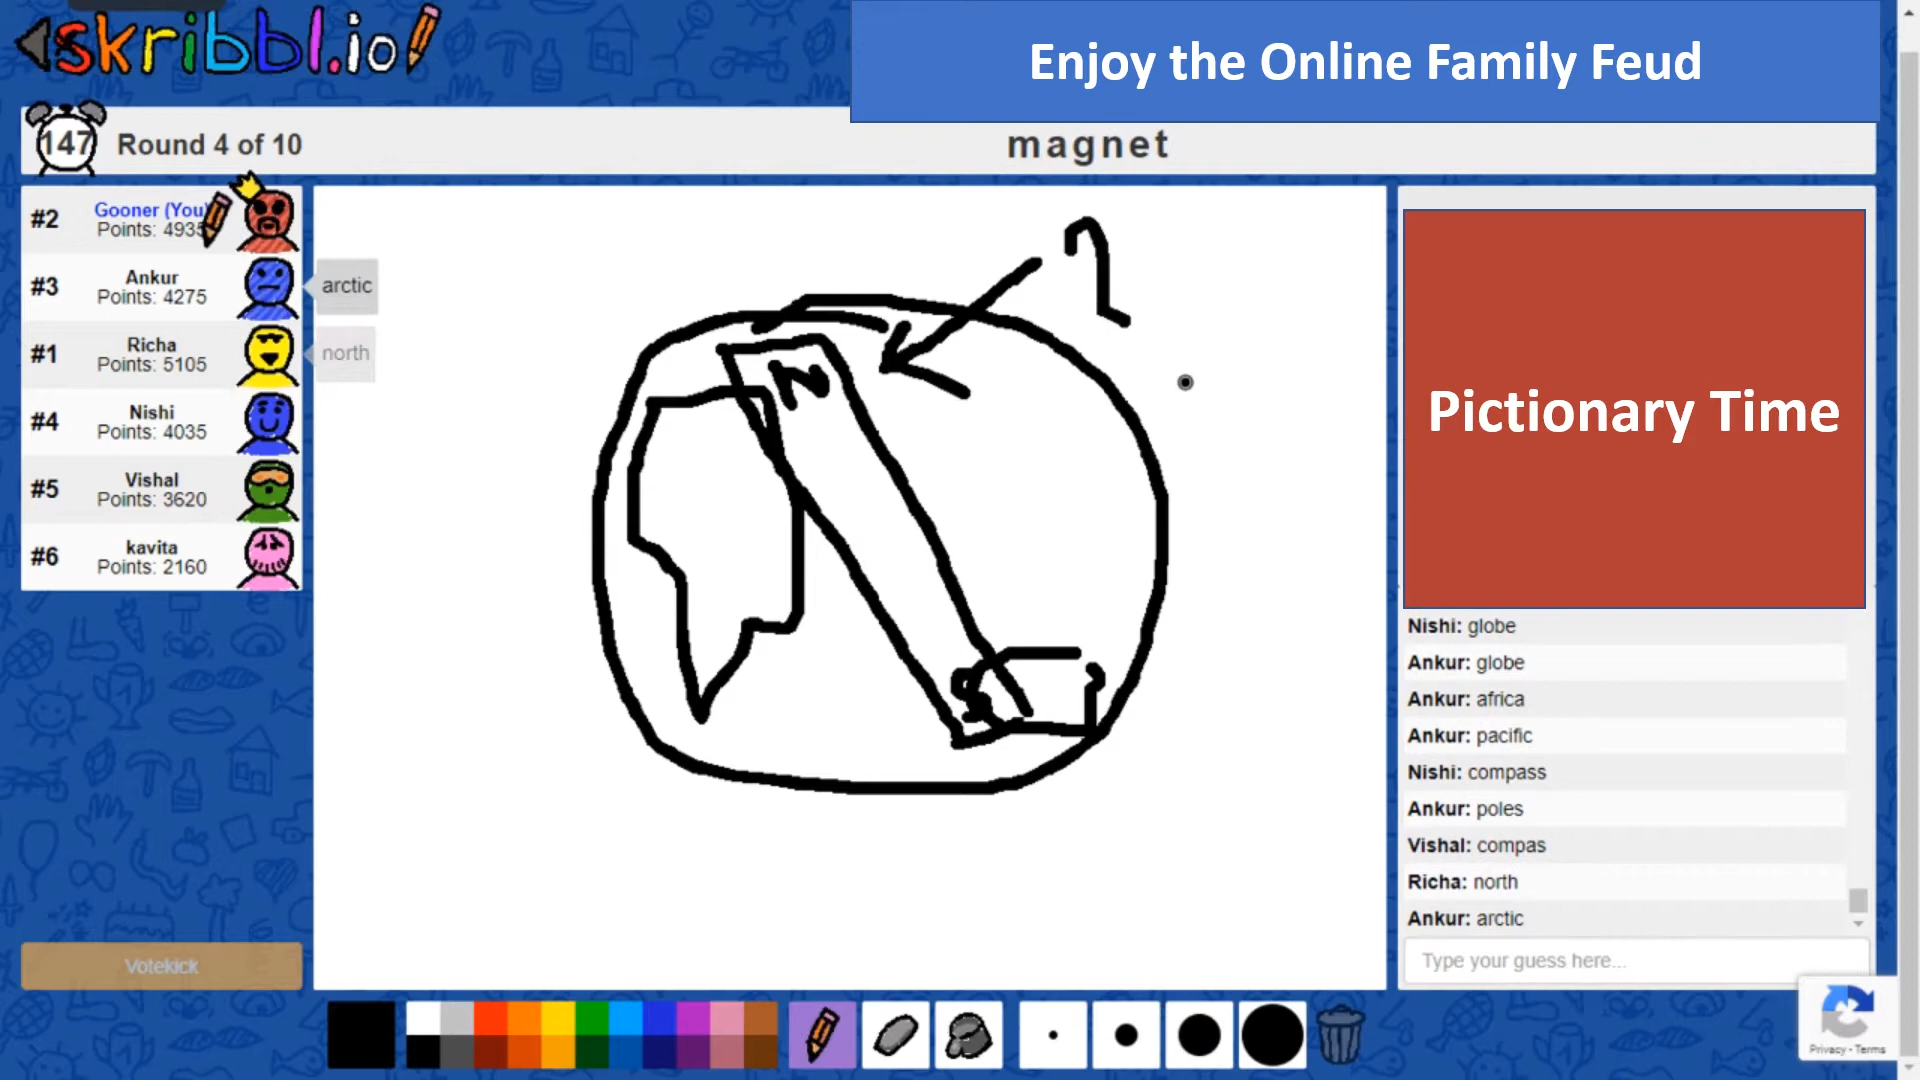 skribbl.io
Enjoy the Online Family Feud
147
Round 4 of 10
magnet
#2
Gooner (You)
Points: 4935
#3
Ankur
Points: 4275
arctic
#1
Richa
Points: 5105
north
#4
Nishi
Points: 4035
#5
Vishal
Points: 3620
#6
kavita
Points: 2160
N
S
Pictionary Time
Nishi: globe
Ankur: globe
Ankur: africa
Ankur: pacific
Nishi: compass
Ankur: poles
Vishal: compas
Richa: north
Ankur: arctic
Type your guess here...
Votekick
Privacy - Terms